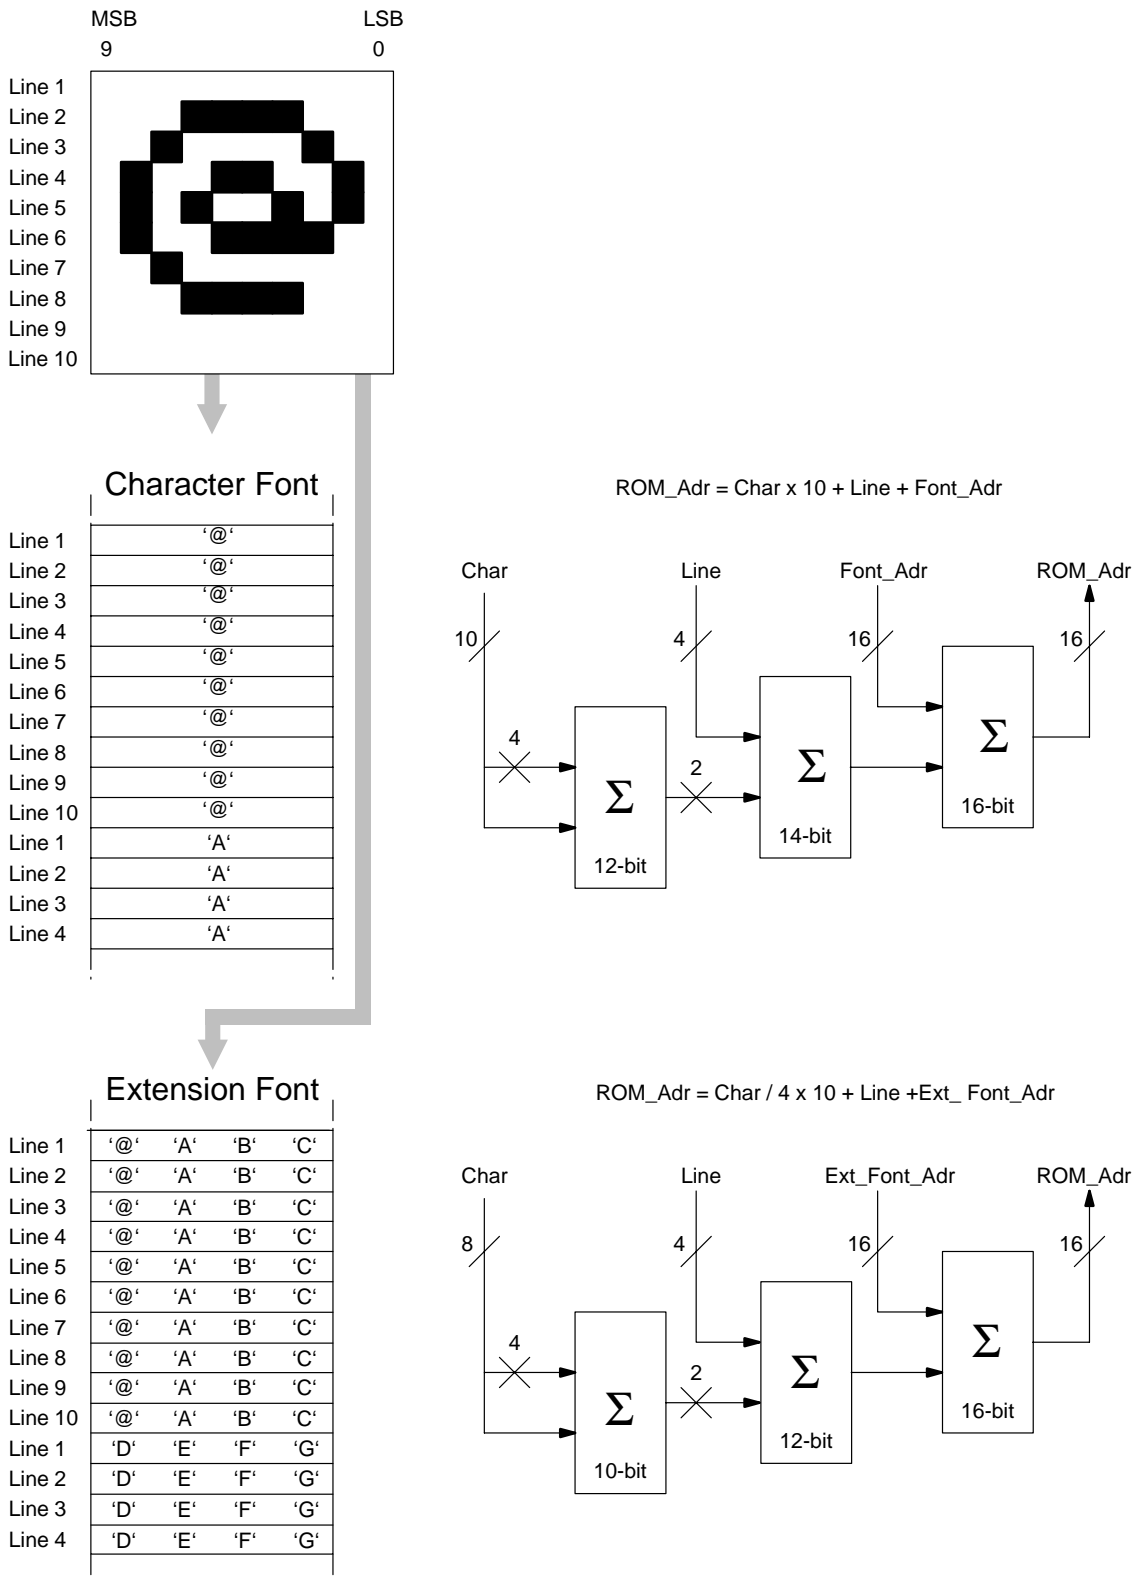 MSB LSB
9 0
Line 1
Line 2
Line 3
Line 4
Line 5
Line 6
Line 7
Line 8
Line 9
Line 10
Character Font
Line 1 ‘@‘
Line 2 ‘@‘
Line 3 ‘@‘
Line 4 ‘@‘
Line 5 ‘@‘
Line 6 ‘@‘
Line 7 ‘@‘
Line 8 ‘@‘
Line 9 ‘@‘
Line 10 ‘@‘
Line 1 ‘A‘
Line 2 ‘A‘
Line 3 ‘A‘
Line 4 ‘A‘
ROM_Adr = Char x 10 + Line + Font_Adr
Char Line Font_Adr ROM_Adr
10 4 16 16
4 2
Σ Σ Σ
12-bit 14-bit 16-bit
Extension Font
Line 1 ‘@‘ ‘A‘ ‘B‘ ‘C‘
Line 2 ‘@‘ ‘A‘ ‘B‘ ‘C‘
Line 3 ‘@‘ ‘A‘ ‘B‘ ‘C‘
Line 4 ‘@‘ ‘A‘ ‘B‘ ‘C‘
Line 5 ‘@‘ ‘A‘ ‘B‘ ‘C‘
Line 6 ‘@‘ ‘A‘ ‘B‘ ‘C‘
Line 7 ‘@‘ ‘A‘ ‘B‘ ‘C‘
Line 8 ‘@‘ ‘A‘ ‘B‘ ‘C‘
Line 9 ‘@‘ ‘A‘ ‘B‘ ‘C‘
Line 10 ‘@‘ ‘A‘ ‘B‘ ‘C‘
Line 1 ‘D‘ ‘E‘ ‘F‘ ‘G‘
Line 2 ‘D‘ ‘E‘ ‘F‘ ‘G‘
Line 3 ‘D‘ ‘E‘ ‘F‘ ‘G‘
Line 4 ‘D‘ ‘E‘ ‘F‘ ‘G‘
ROM_Adr = Char / 4 x 10 + Line +Ext_ Font_Adr
Char Line Ext_Font_Adr ROM_Adr
8 4 16 16
4 2
Σ Σ Σ
10-bit 12-bit 16-bit